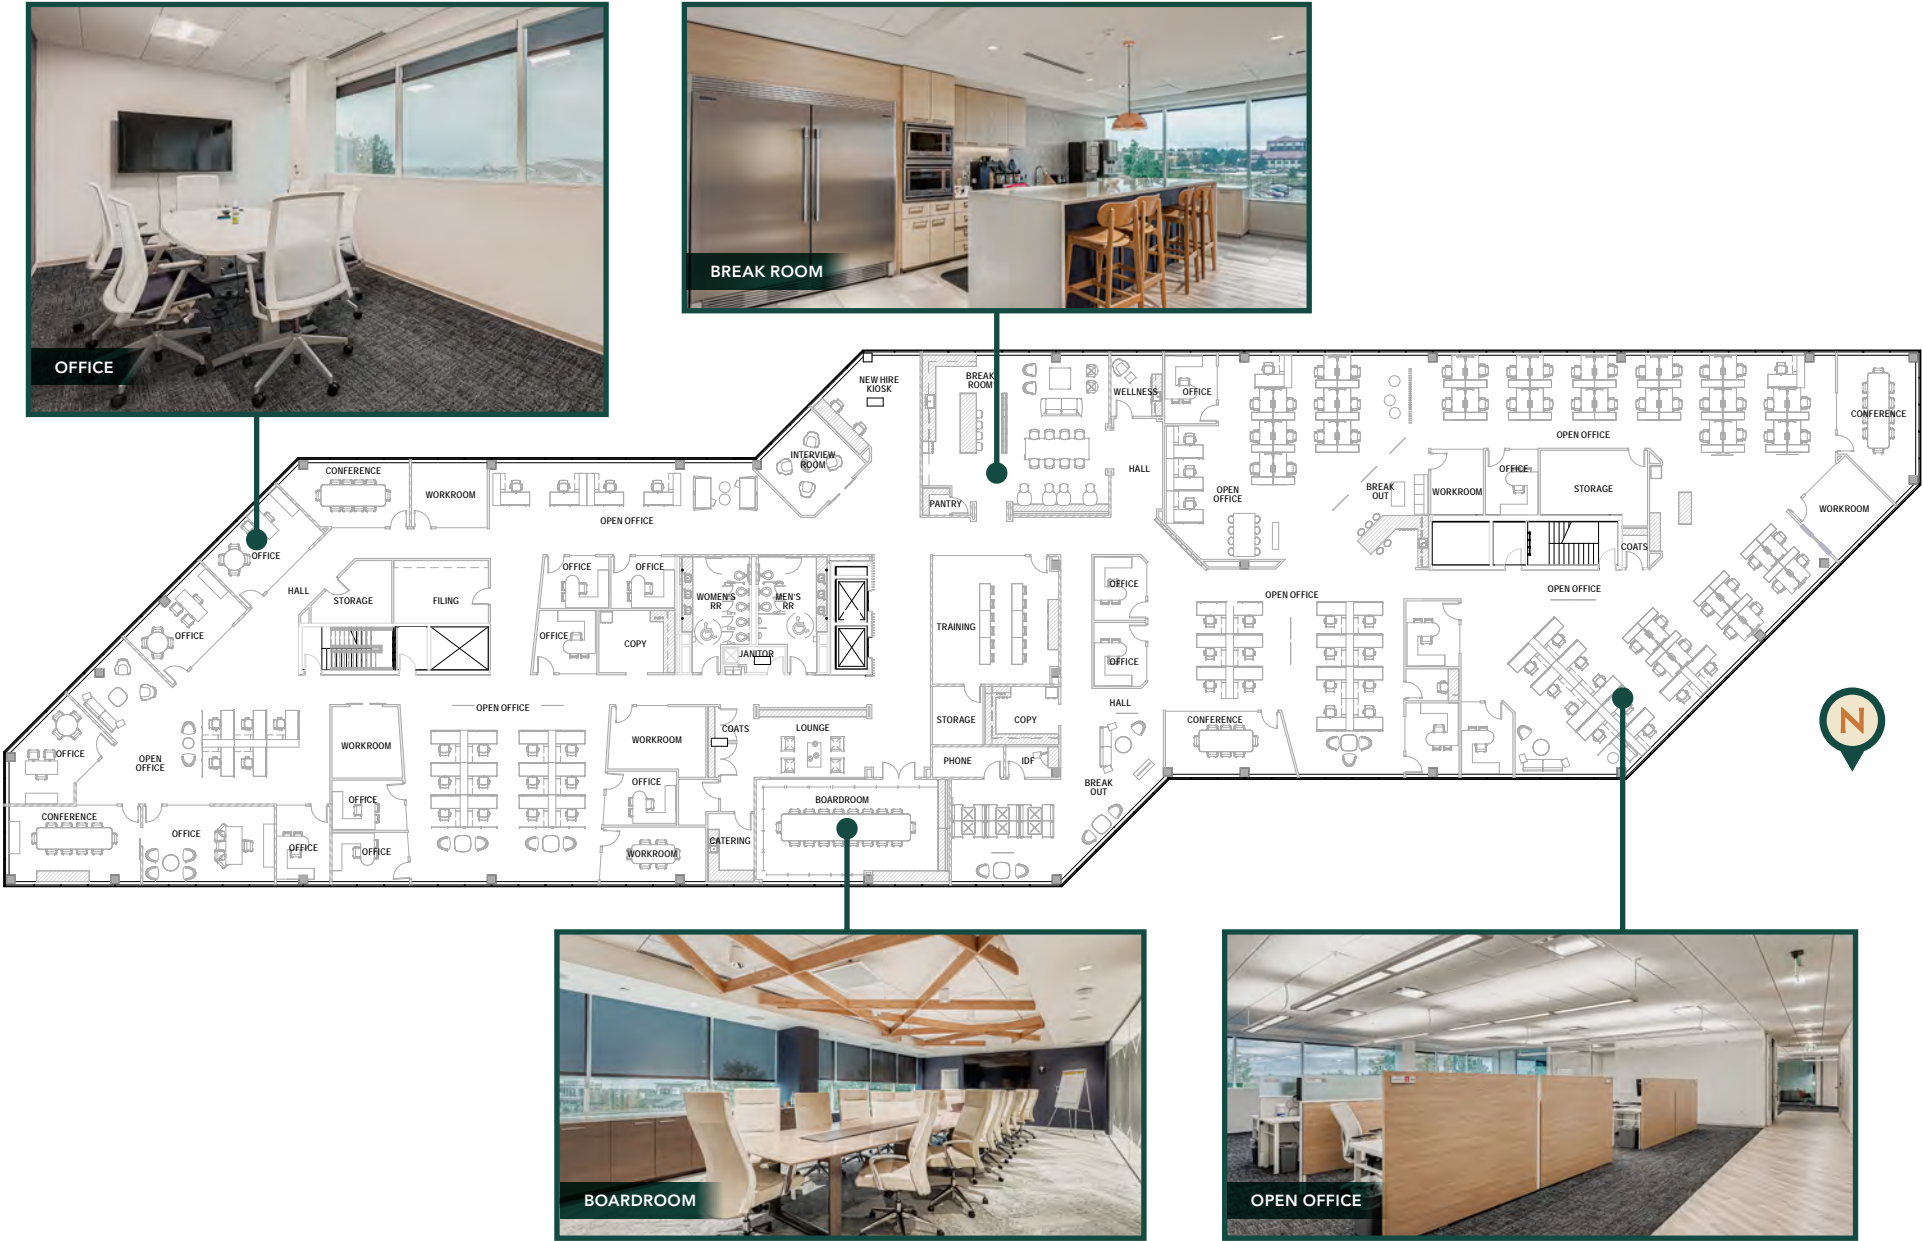 OFFICE
BREAK ROOM
NEW HIRE
KIOSK
BREAK
ROOM
WELLNESS
OFFICE
CONFERENCE
OPEN OFFICE
INTERVIEW
ROOM
HALL
CONFERENCE
WORKROOM
OPEN OFFICE
PANTRY
OPEN
OFFICE
BREAK
OUT
WORKROOM
OFFICE
STORAGE
WORKROOM
COATS
OFFICE
HALL
STORAGE
FILING
OFFICE
OFFICE
WOMEN'S
RR
MEN'S
RR
OFFICE
OPEN OFFICE
OPEN OFFICE
TRAINING
OFFICE
OFFICE
COPY
JANITOR
OFFICE
HALL
OPEN OFFICE
COATS
LOUNGE
STORAGE
COPY
CONFERENCE
N
OFFICE
OPEN
OFFICE
WORKROOM
WORKROOM
PHONE
IDF
BREAK
OUT
OFFICE
OFFICE
BOARDROOM
CONFERENCE
OFFICE
OFFICE
OFFICE
WORKROOM
CATERING
BOARDROOM
OPEN OFFICE